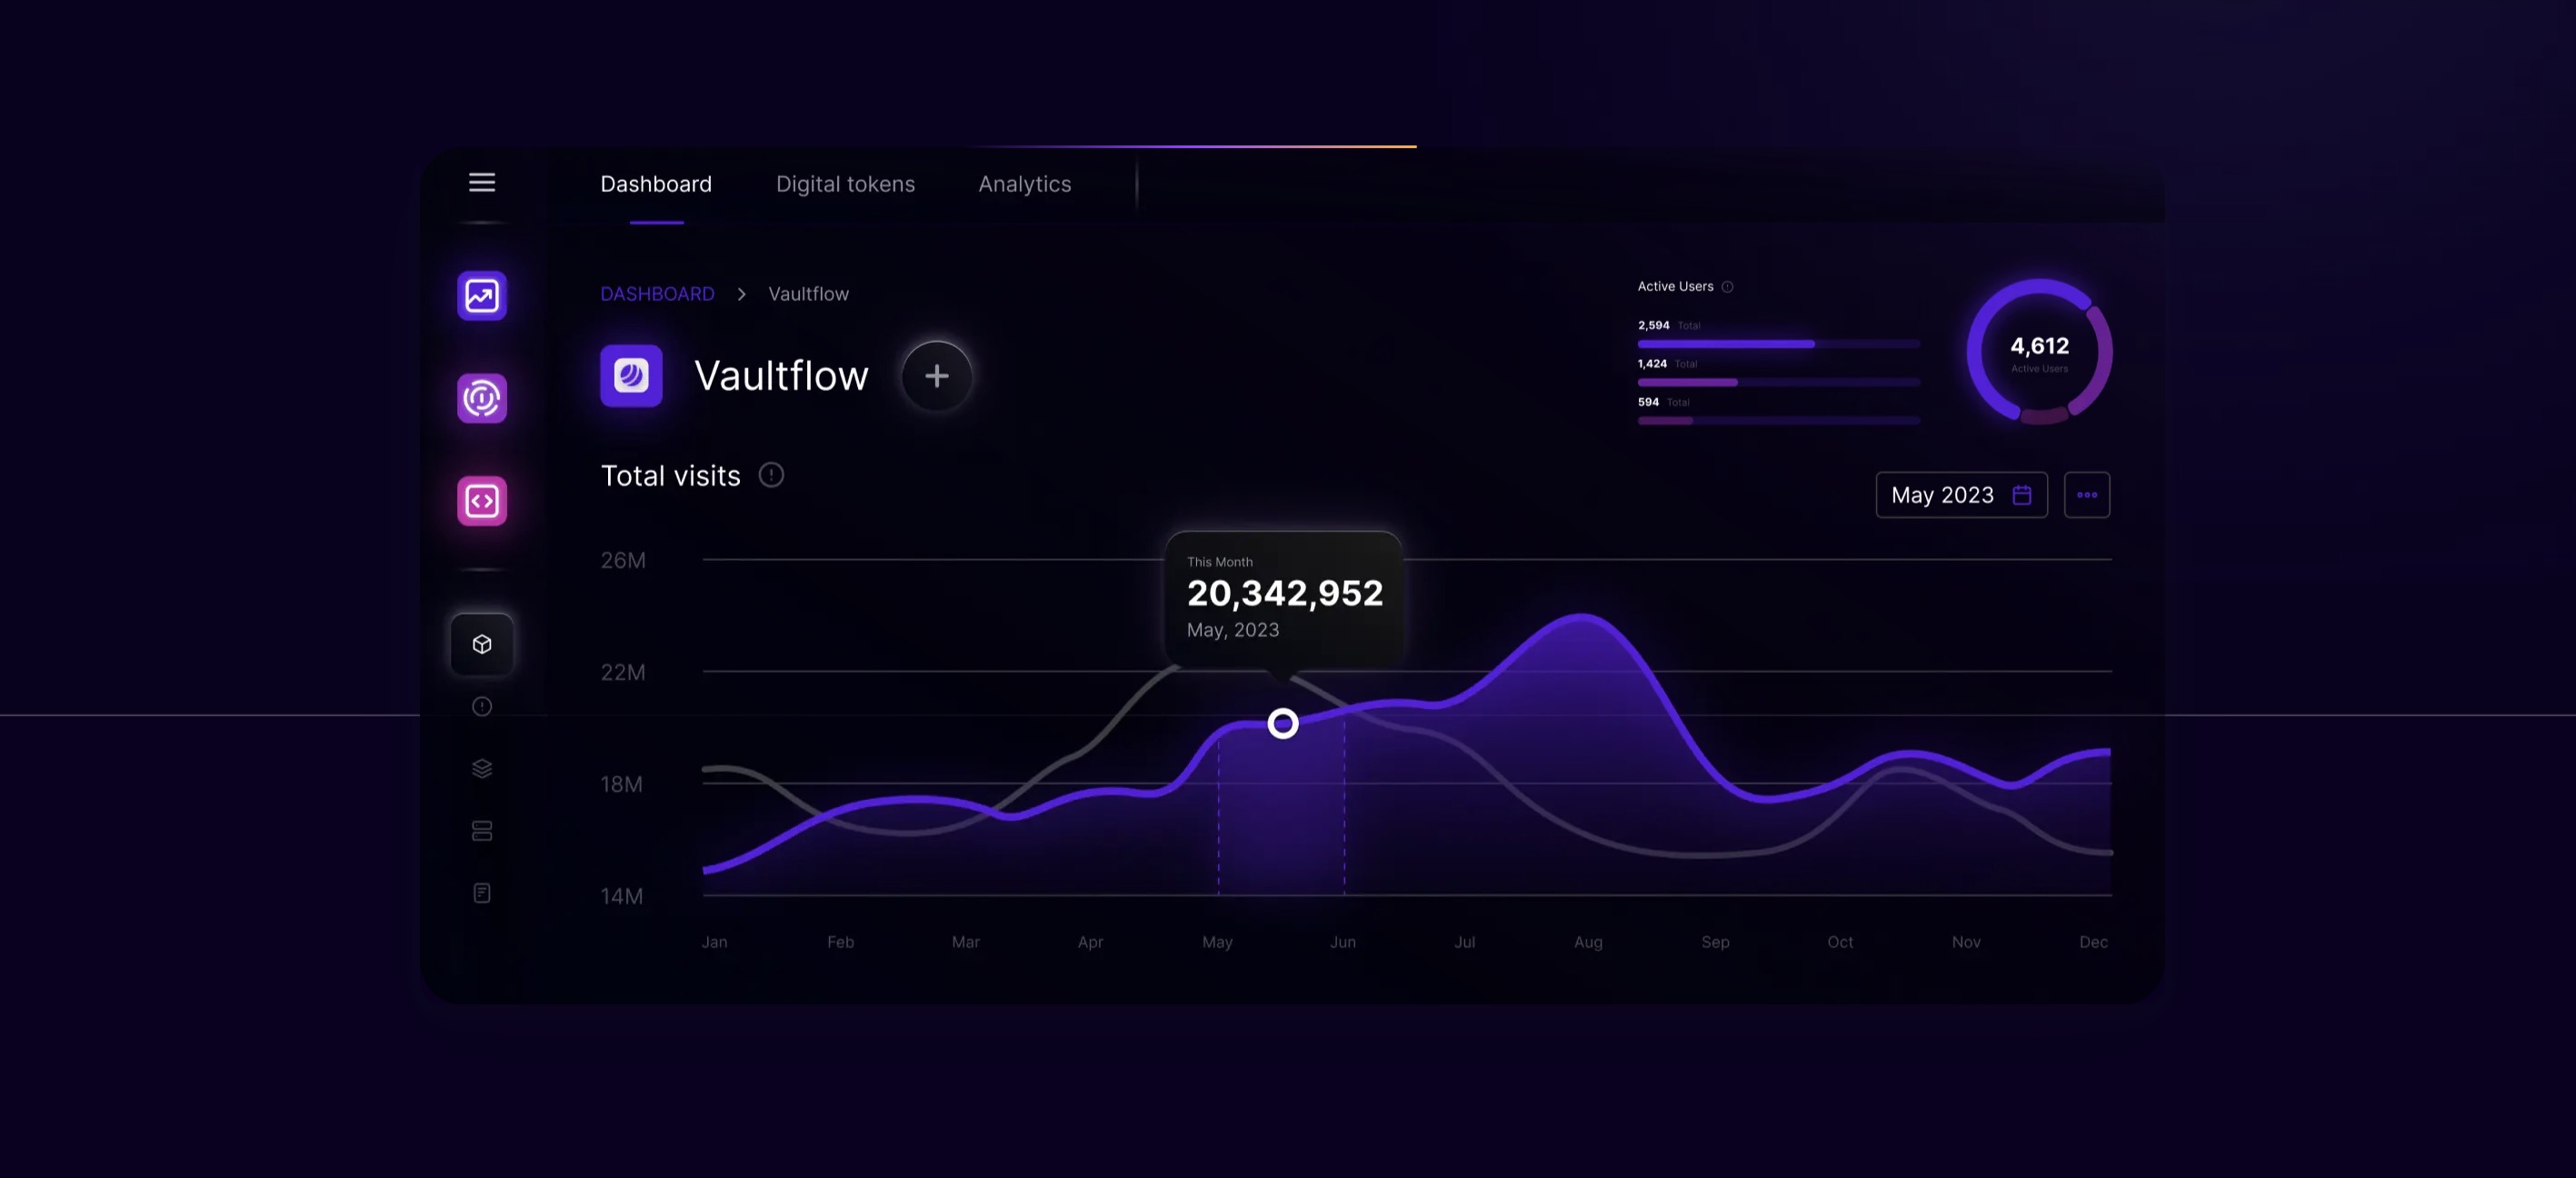 Dashboard Digital tokens Analytics
DASHBOARD > Vaultflow
Vaultflow
Active Users
2,594 Total
1,424 Total
594 Total
4,612
Active Users
Total visits
May 2023
This Month
20,342,952
May, 2023
26M
22M
18M
14M
Jan Feb Mar Apr May Jun Jul Aug Sep Oct Nov Dec